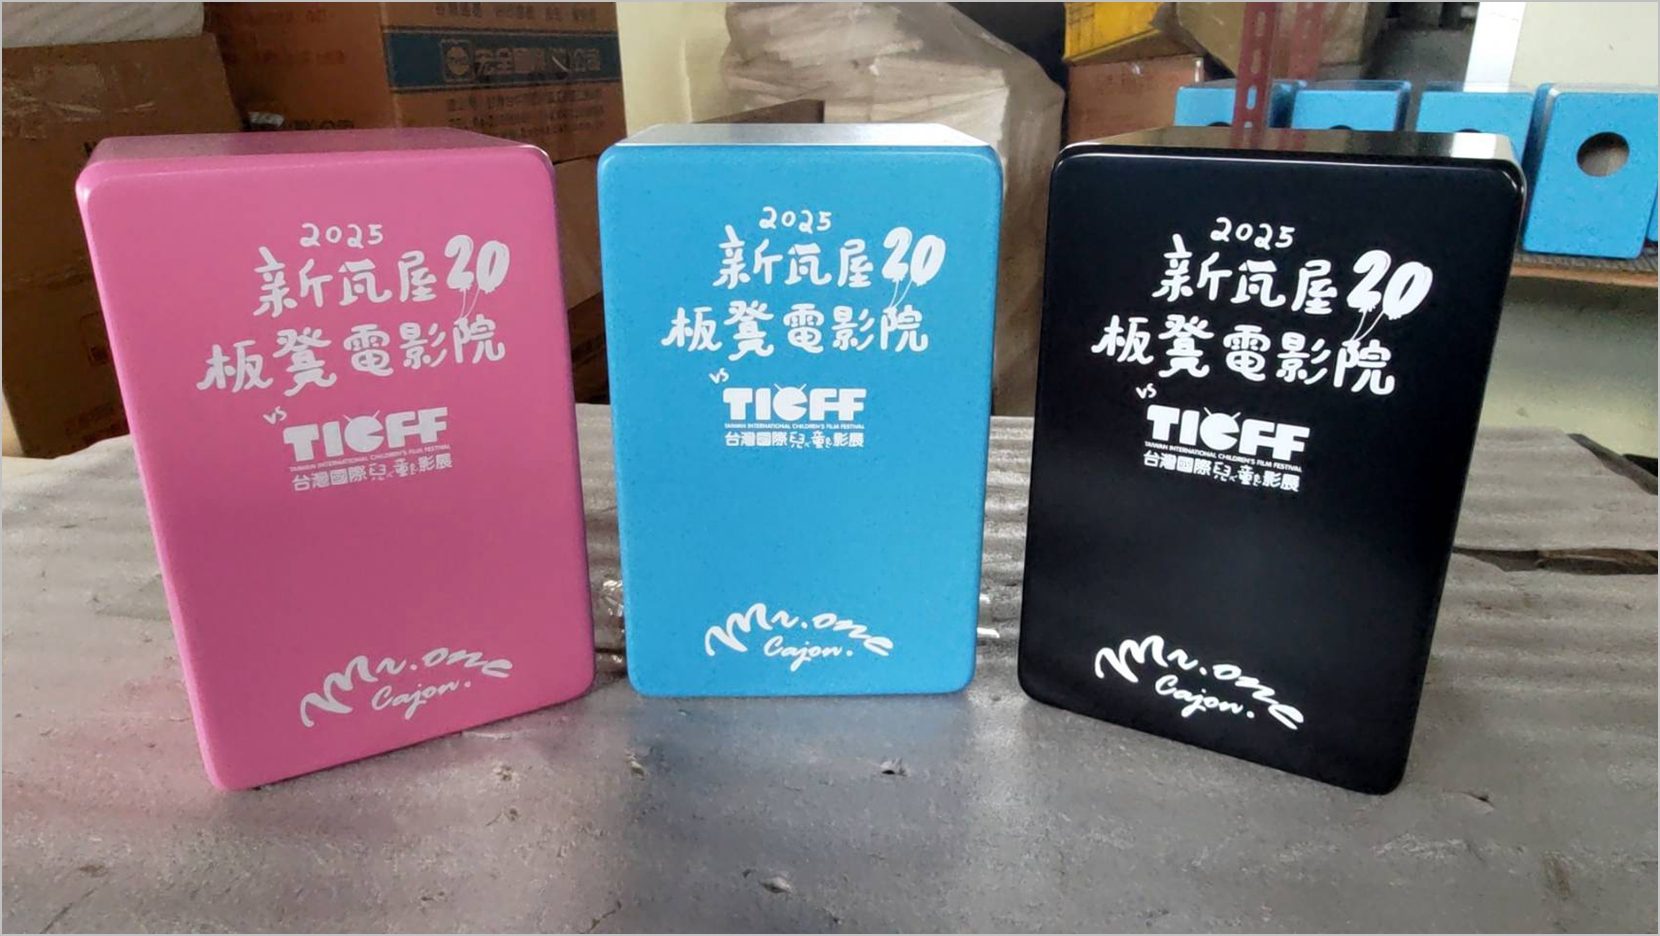 安全國際
2025
新瓦屋20
板凳電影院
vs
TICFF
TAIWAN INTERNATIONAL CHILDREN'S FILM FESTIVAL
台灣國際兒童影展
Mr.one
Cajon.
2025
新瓦屋20
板凳電影院
vs
TICFF
TAIWAN INTERNATIONAL CHILDREN'S FILM FESTIVAL
台灣國際兒童影展
Mr.one
Cajon.
2025
新瓦屋20
板凳電影院
vs
TICFF
TAIWAN INTERNATIONAL CHILDREN'S FILM FESTIVAL
台灣國際兒童影展
Mr.one
Cajon.